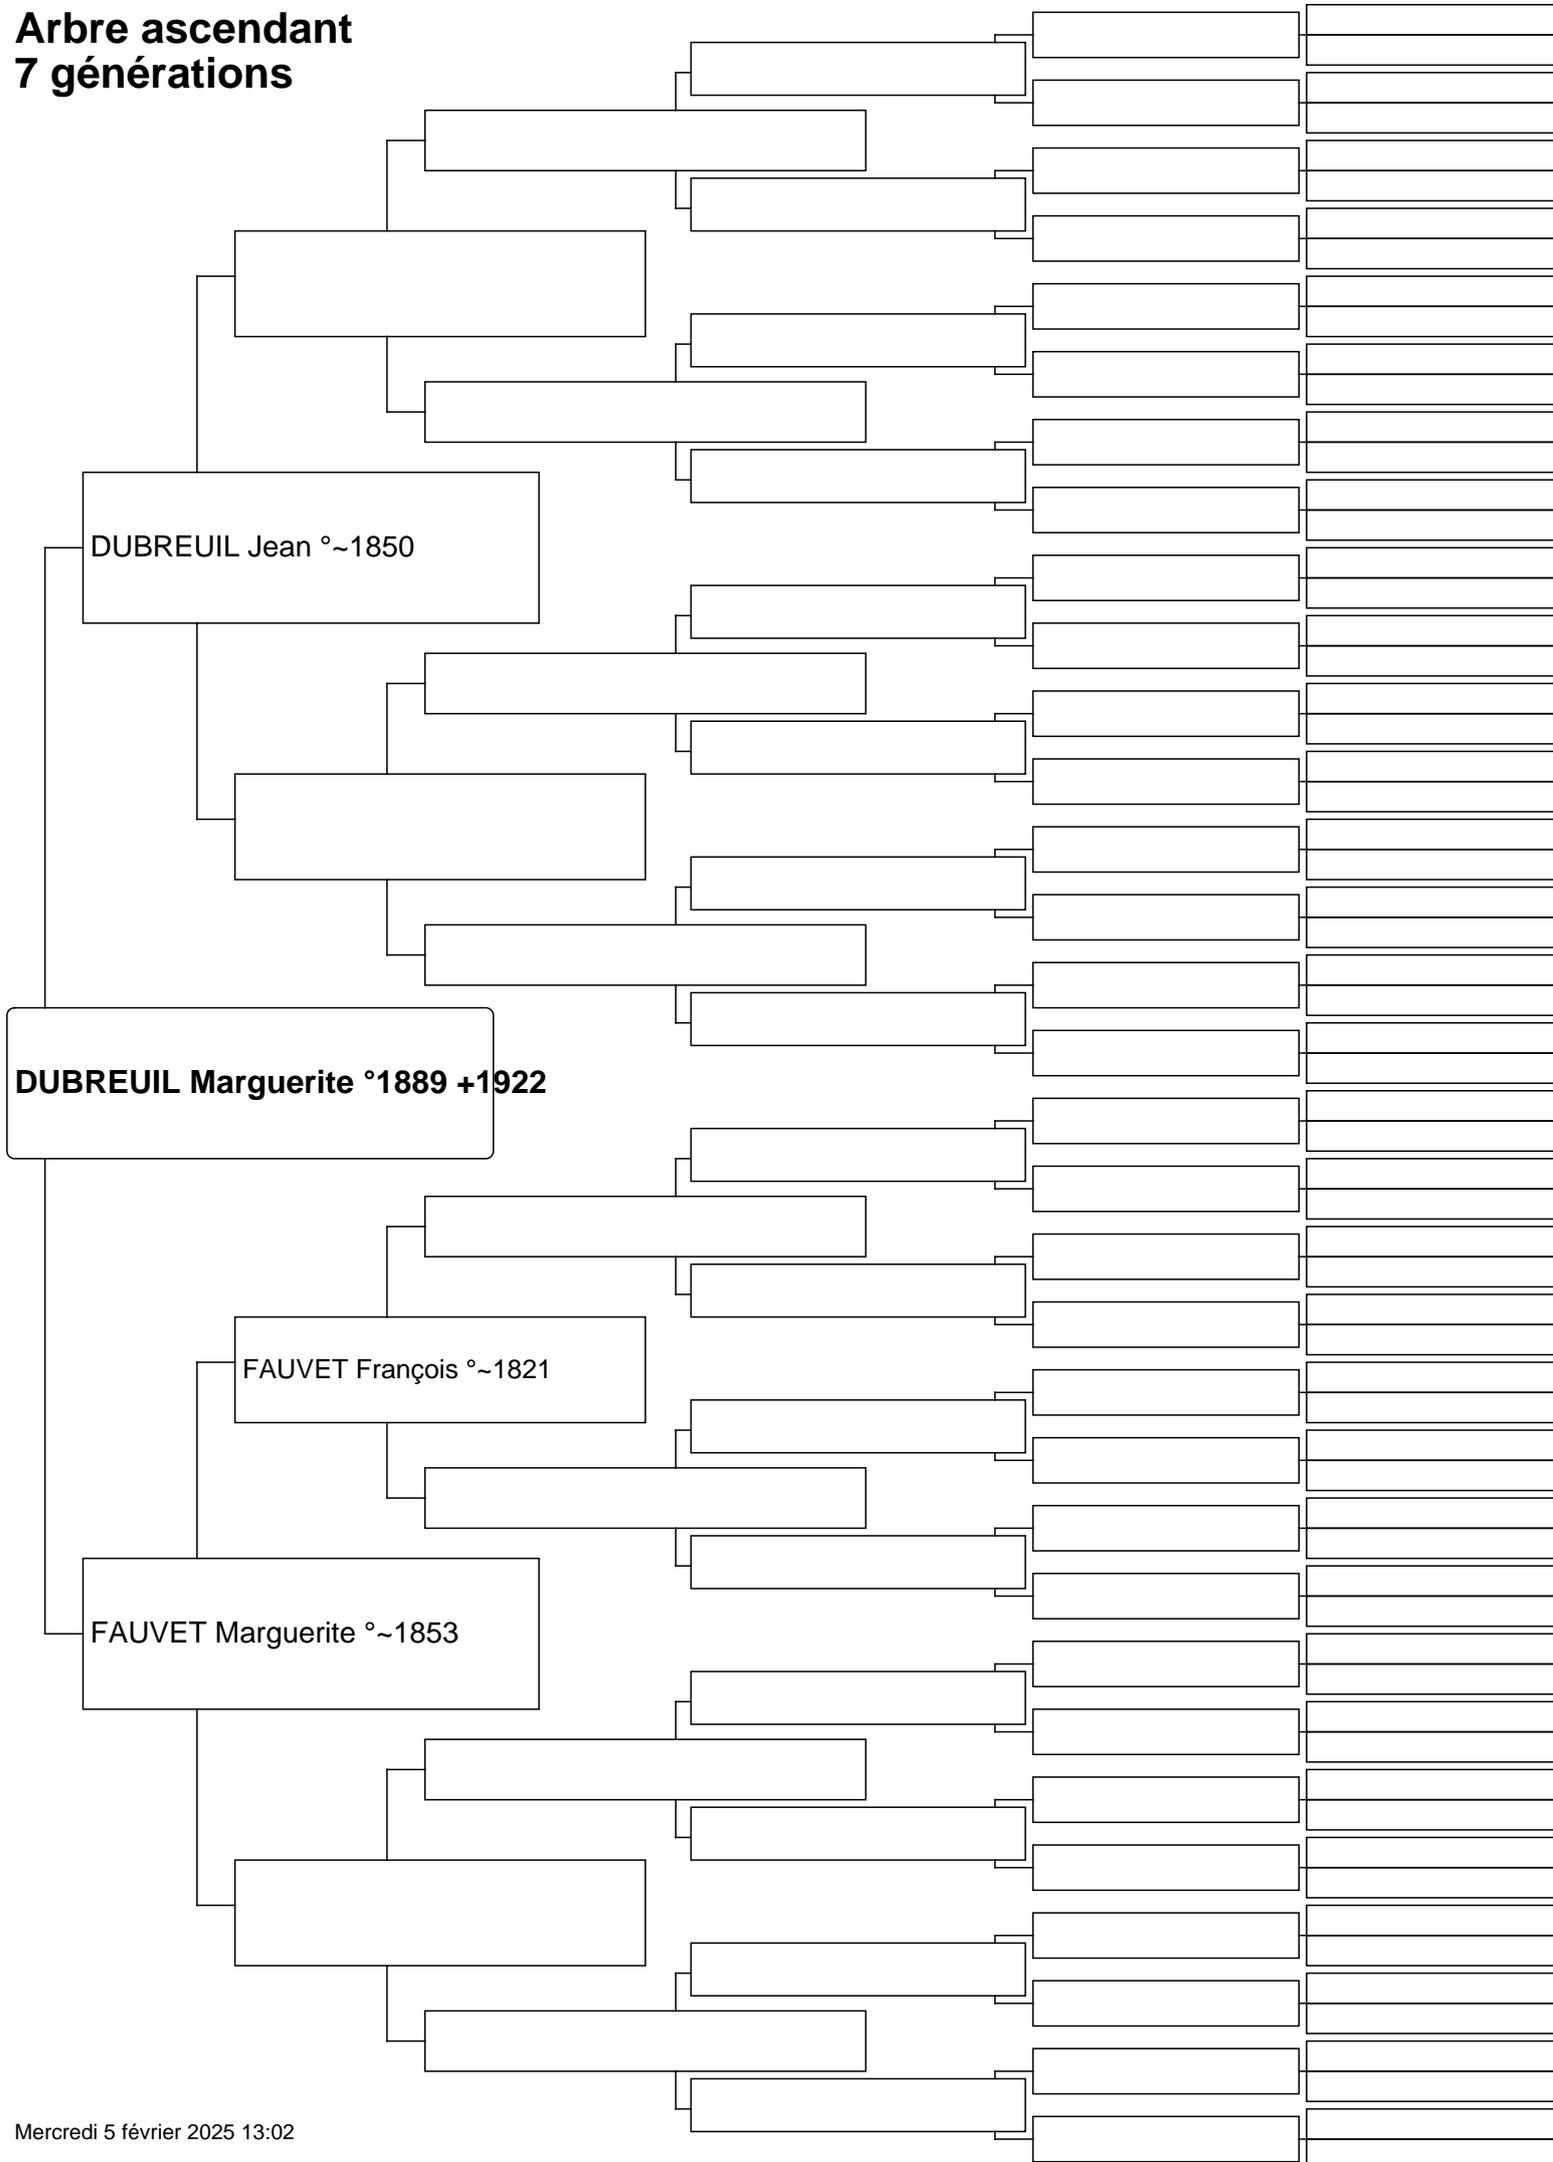 Arbre ascendant
7 générations
DUBREUIL Jean °~1850
DUBREUIL Marguerite °1889 +1922
FAUVET François °~1821
FAUVET Marguerite °~1853
Mercredi 5 février 2025 13:02